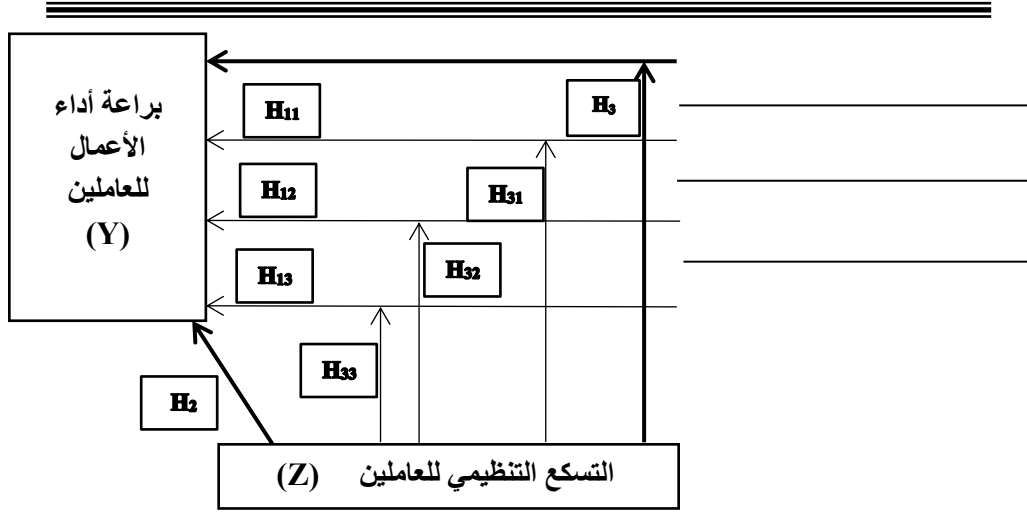 براعة أداء
الأعمال
للعاملين
(Y)
H₁₁
H₃
H₁₂
H₃₁
H₁₃
H₃₂
H₃₃
H₂
التسكع التنظيمي للعاملين (Z)